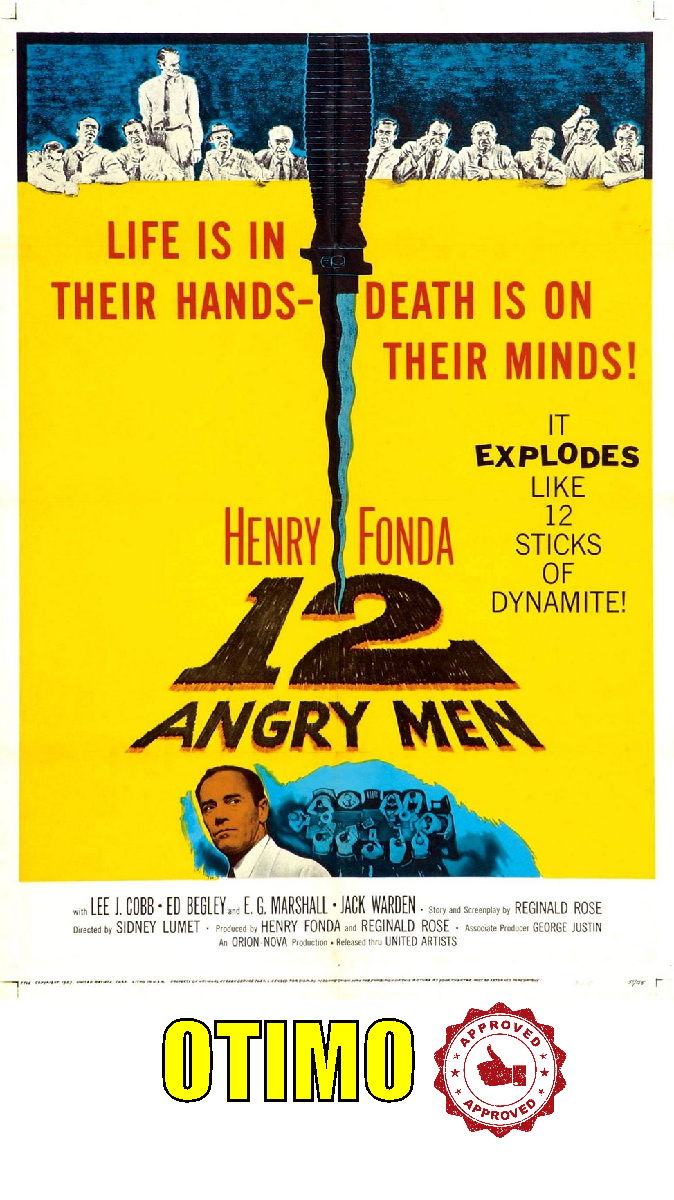 LIFE IS IN
THEIR HANDS- DEATH IS ON
THEIR MINDS!
IT
EXPLODES
LIKE
12
STICKS
OF
DYNAMITE!
HENRY FONDA
12
ANGRY MEN
with LEE J. COBB • ED BEGLEY and E. G. MARSHALL • JACK WARDEN • Story and Screenplay by REGINALD ROSE
Directed by SIDNEY LUMET • Produced by HENRY FONDA and REGINALD ROSE • Associate Producer GEORGE JUSTIN
An ORION-NOVA Production • Released thru UNITED ARTISTS
OTIMO
APPROVED
APPROVED